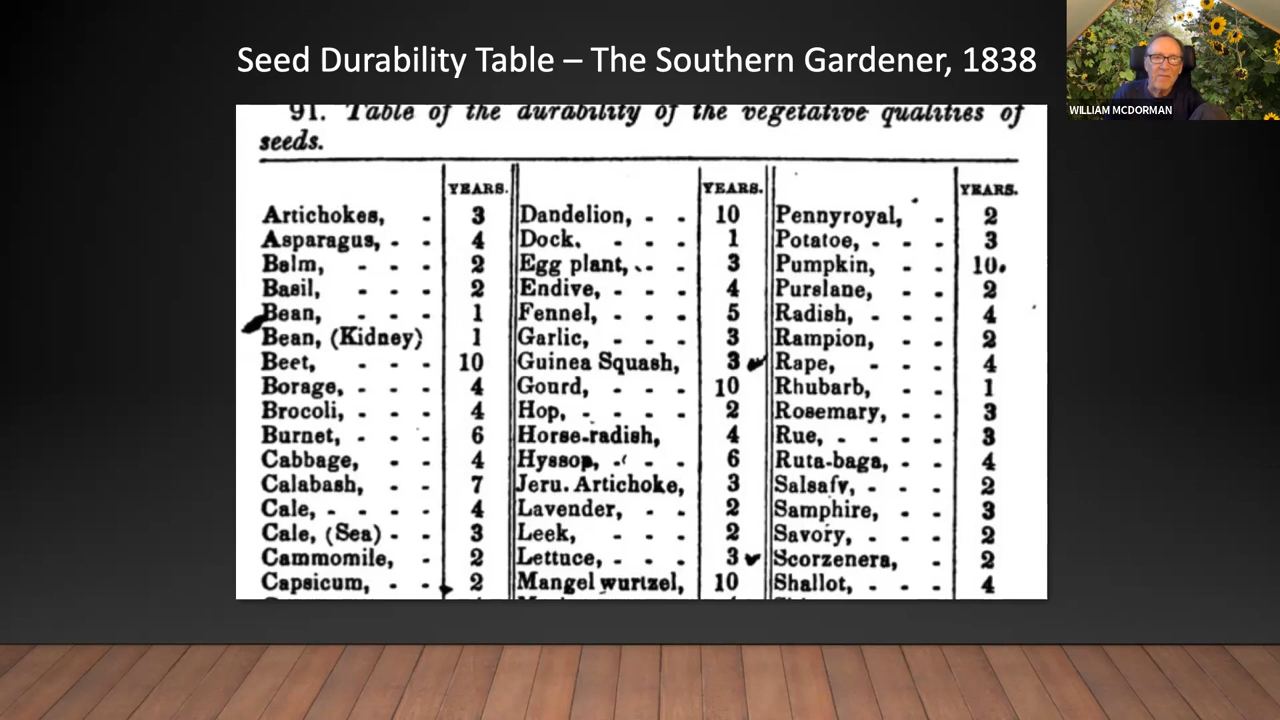 Seed Durability Table – The Southern Gardener, 1838
WILLIAM MCDORMAN
91. Table of the durability of the vegetative qualities of
seeds.
YEARS. YEARS. YEARS.
Artichokes, - 3 Dandelion, - - 10 Pennyroyal, - 2
Asparagus, - - 4 Dock. - - - 1 Potatoe, - - - 3
Balm, - - - 2 Egg plant, - - 3 Pumpkin, - - 10.
Basil, - - - 2 Endive, - - - 4 Purslane, - - 2
Bean, - - - 1 Fennel, - - - 5 Radish, - - - 4
Bean, (Kidney) 1 Garlic, - - - 3 Rampion, - - 2
Beet, - - - 10 Guinea Squash, 3 Rape, - - - 4
Borage, - - - 4 Gourd, - - - 10 Rhubarb, - - 1
Brocoli, - - - 4 Hop, - - - - 2 Rosemary, - - 3
Burnet, - - - 6 Horse-radish, 4 Rue, - - - - 3
Cabbage, - - 4 Hyssop, - - - 6 Ruta-baga, - - 4
Calabash, - - 7 Jeru. Artichoke, 3 Salsafy, - - - 2
Cale, - - - - 4 Lavender, - - 2 Samphire, - - 3
Cale, (Sea) - - 3 Leek, - - - 2 Savory, - - - 2
Cammomile, - 2 Lettuce, - - - 3 Scorzenera, - 2
Capsicum, - - 2 Mangel wurtzel, 10 Shallot, - - - 4